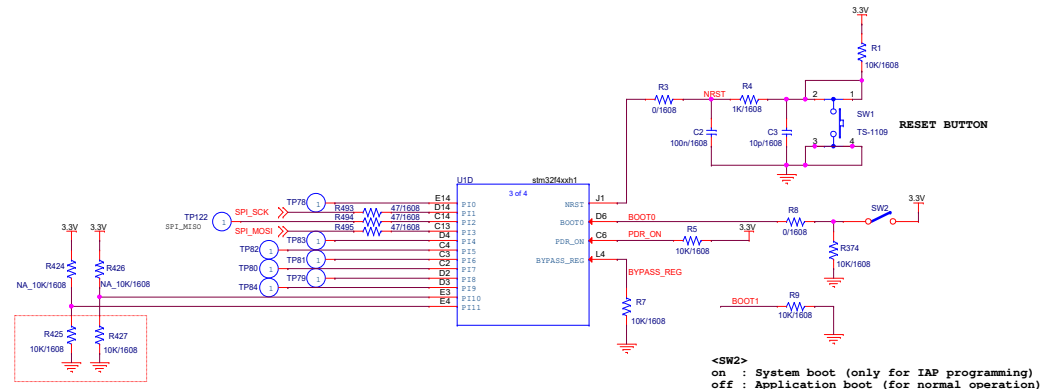 3.3V
R1
10K/1608
R3
0/1608
NRST
R4
1K/1608
2
1
C2
100n/1608
C3
10p/1608
SW1
TS-1109
RESET BUTTON
3
4
U1D
stm32f4xxh1
3 of 4
TP78
1
E14
PI0
NRST
J1
SPI_SCK
R493
47/1608
D14
PI1
TP122
1
SPI_MISO
R494
47/1608
C14
PI2
BOOT0
D6
BOOT0
R8
0/1608
SW2
3.3V
SPI_MOSI
R495
47/1608
C13
PI3
TP83
1
D4
PI4
PDR_ON
C6
PDR_ON
R5
10K/1608
3.3V
R374
10K/1608
TP82
1
C4
PI5
TP81
1
C3
PI6
BYPASS_REG
L4
BYPASS_REG
TP80
1
C2
PI7
TP79
1
D2
PI8
TP84
1
D3
PI9
E3
PI10
E4
PI11
3.3V
3.3V
R424
NA_10K/1608
R426
NA_10K/1608
R425
10K/1608
R427
10K/1608
R7
10K/1608
BOOT1
R9
10K/1608
<SW2>
on : System boot (only for IAP programming)
off : Application boot (for normal operation)